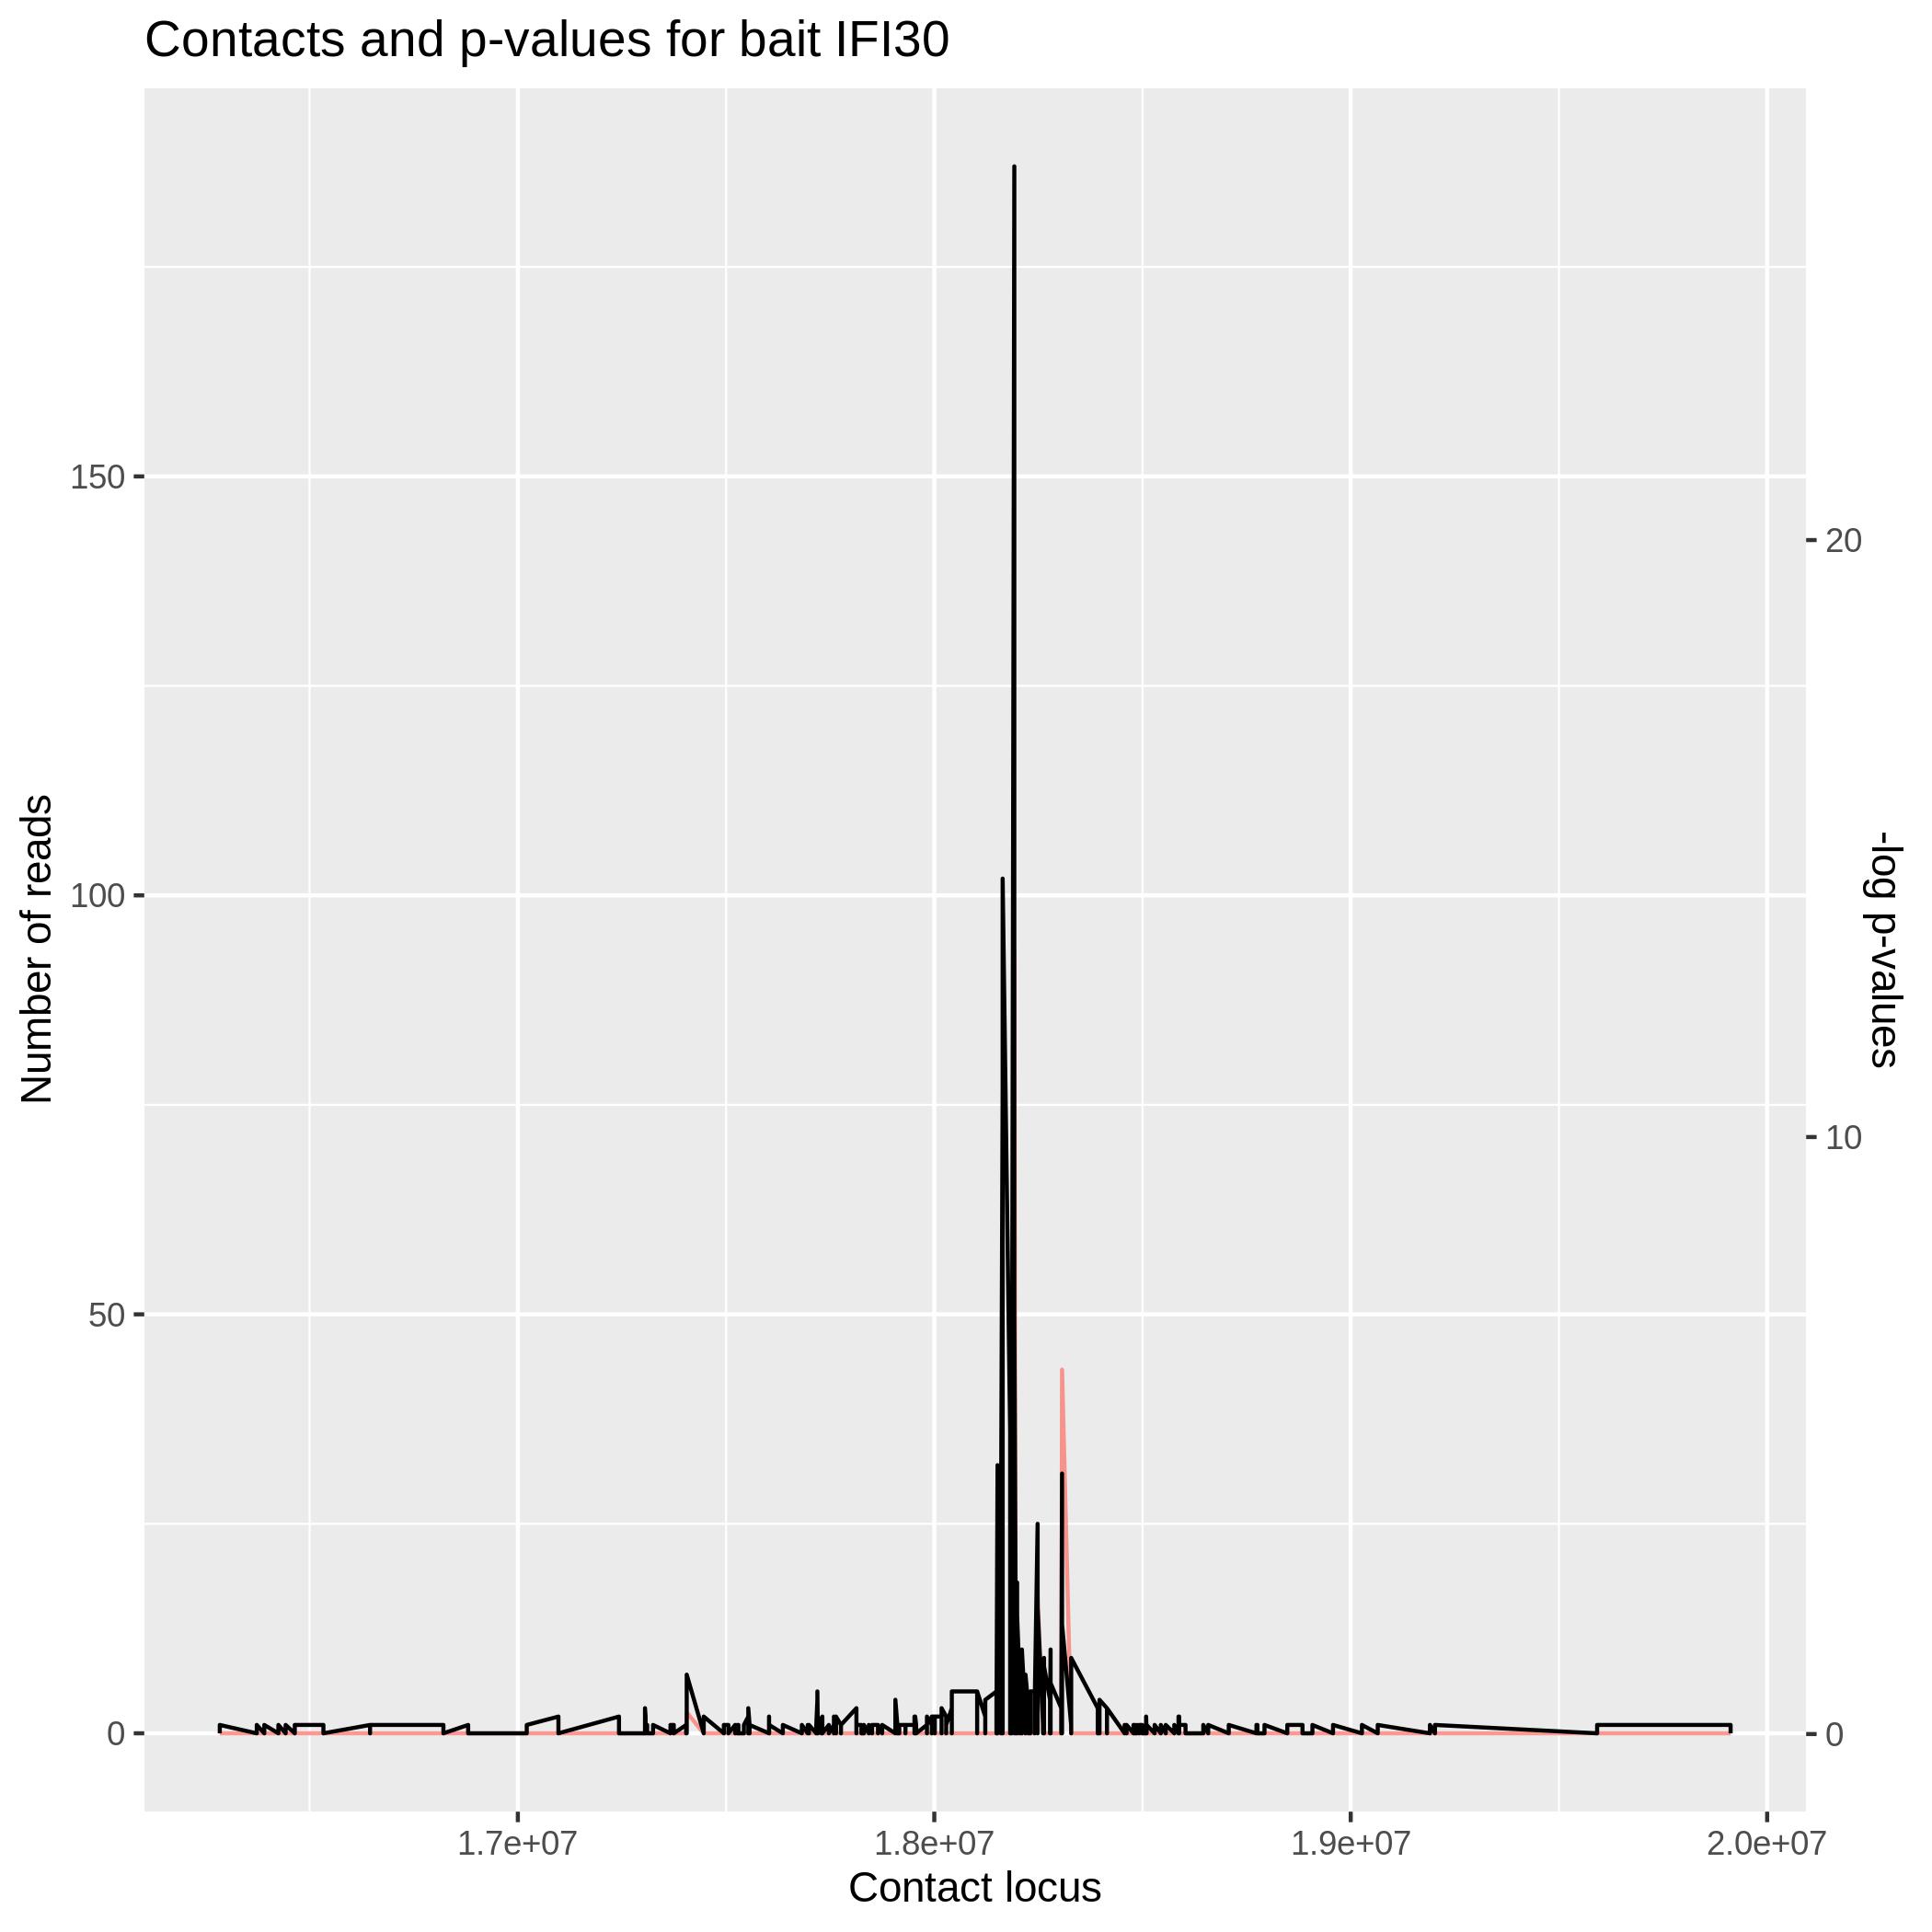 Contacts and p-values for bait IFI30
Number of reads
150
100
50
0
20
10
0
-log p-values
1.7e+07 1.8e+07 1.9e+07 2.0e+07
Contact locus